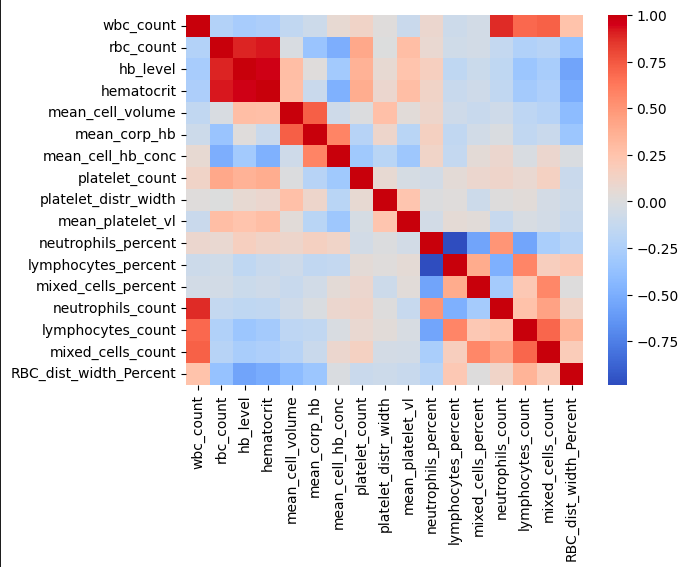 wbc_count
rbc_count
hb_level
hematocrit
mean_cell_volume
mean_corp_hb
mean_cell_hb_conc
platelet_count
platelet_distr_width
mean_platelet_vl
neutrophils_percent
lymphocytes_percent
mixed_cells_percent
neutrophils_count
lymphocytes_count
mixed_cells_count
RBC_dist_width_Percent
wbc_count
rbc_count
hb_level
hematocrit
mean_cell_volume
mean_corp_hb
mean_cell_hb_conc
platelet_count
platelet_distr_width
mean_platelet_vl
neutrophils_percent
lymphocytes_percent
mixed_cells_percent
neutrophils_count
lymphocytes_count
mixed_cells_count
RBC_dist_width_Percent
1.00
0.75
0.50
0.25
0.00
−0.25
−0.50
−0.75